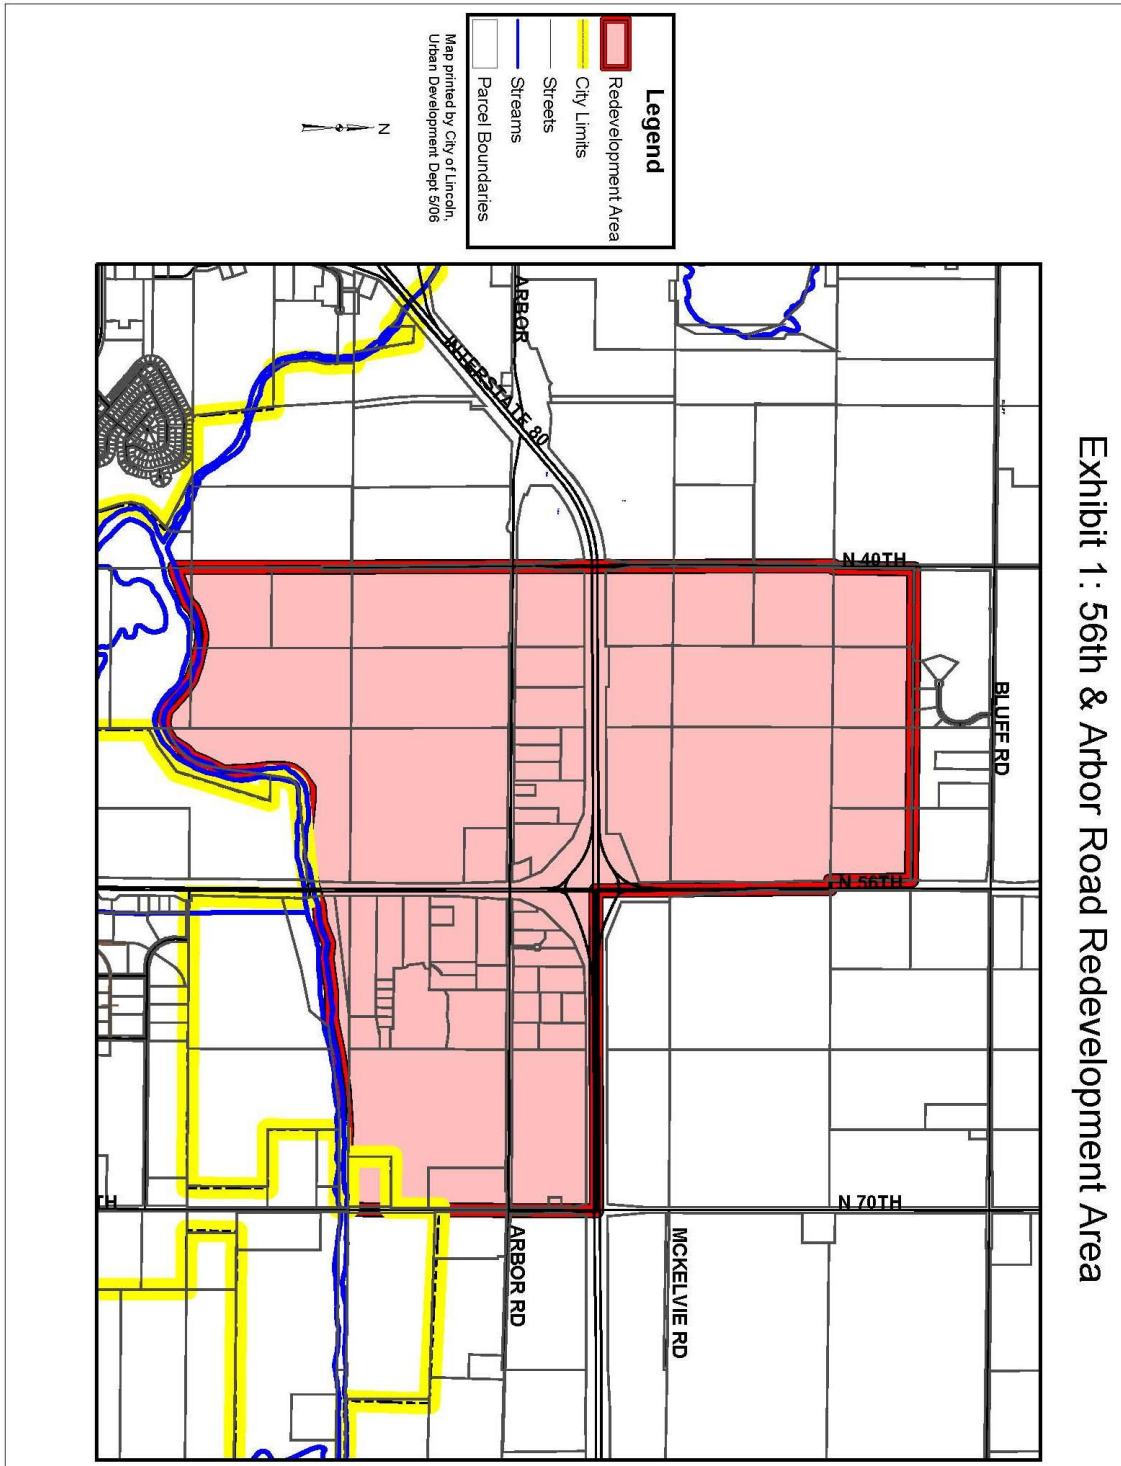 Exhibit 1: 56th & Arbor Road Redevelopment Area
BLUFF RD
N 40TH
N 56TH
N 70TH
MCKELVIE RD
ARBOR
INTERSTATE 80
ARBOR RD
TH
Legend
Redevelopment Area
City Limits
Streets
Streams
Parcel Boundaries
Map printed by City of Lincoln,
Urban Development Dept 5/06
N